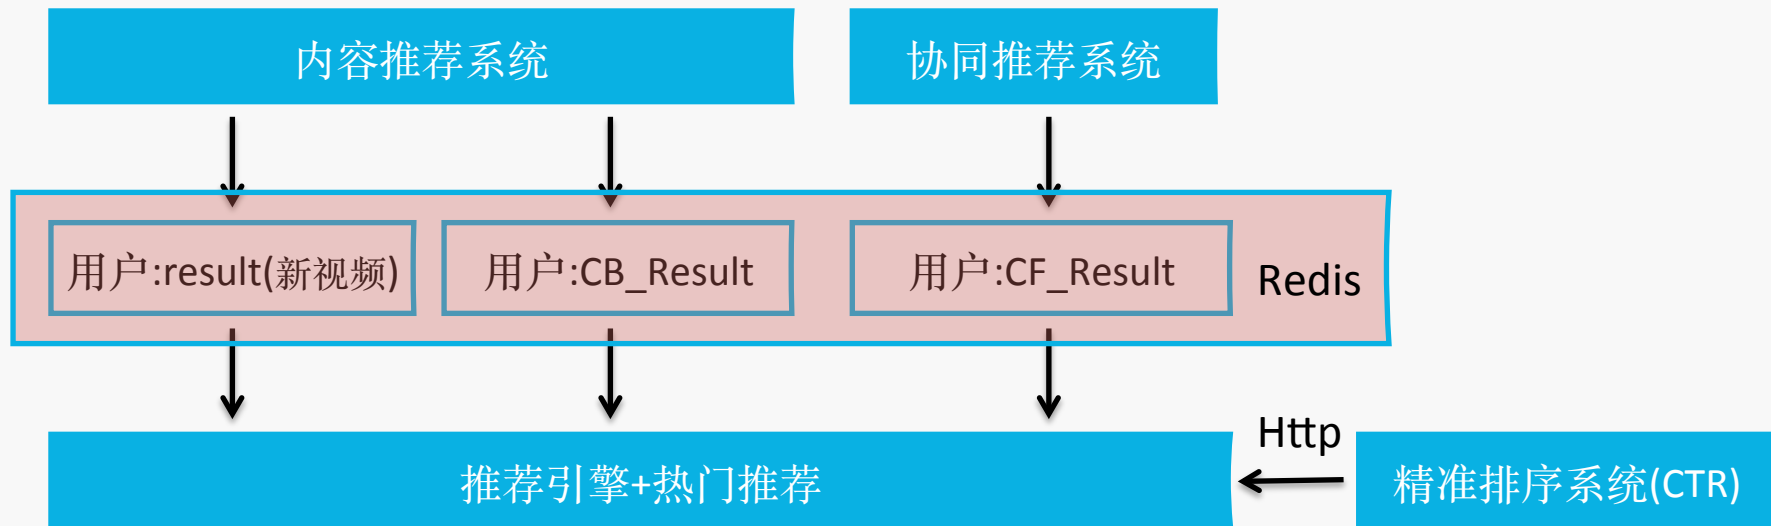 内容推荐系统
协同推荐系统
用户:result(新视频)
用户:CB_Result
用户:CF_Result
Redis
Http
推荐引擎+热门推荐
精准排序系统(CTR)